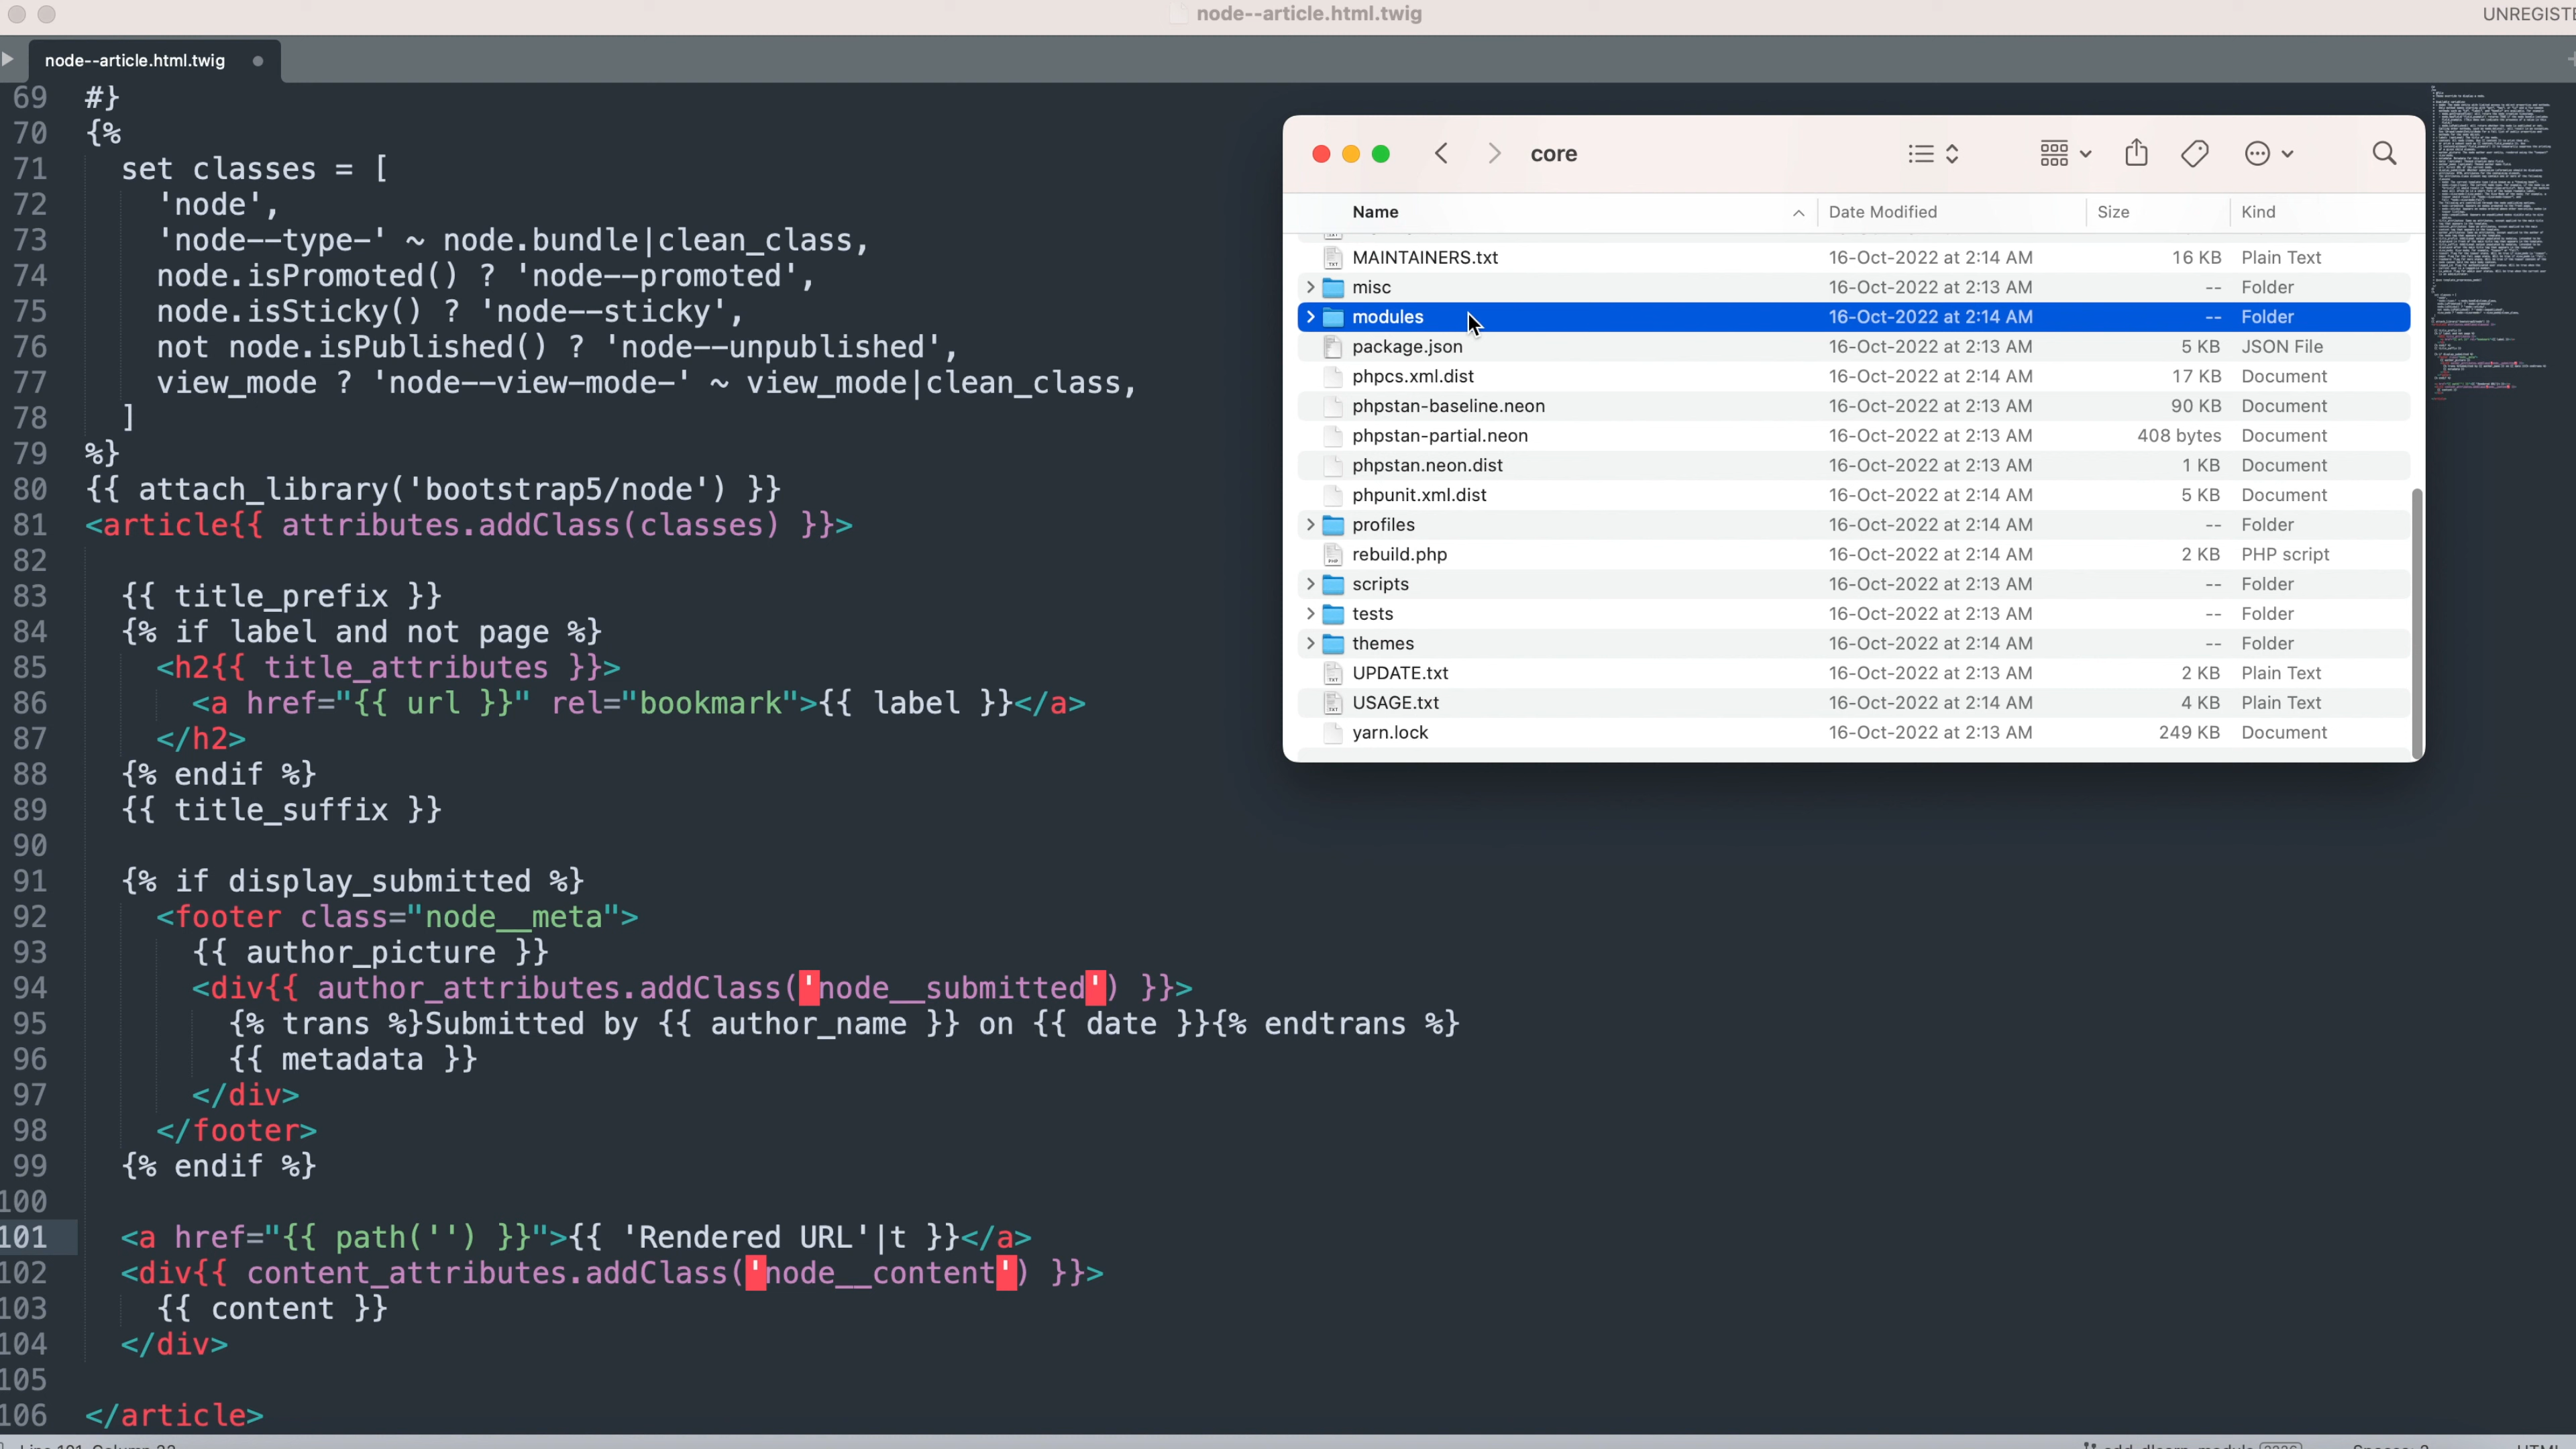 node--article.html.twig
UNREGISTE
node--article.html.twig
69 #}
70 {%
71 set classes = [
72 'node',
73 'node--type-' ~ node.bundle|clean_class,
74 node.isPromoted() ? 'node--promoted',
75 node.isSticky() ? 'node--sticky',
76 not node.isPublished() ? 'node--unpublished',
77 view_mode ? 'node--view-mode-' ~ view_mode|clean_class,
78 ]
79 %}
80 {{ attach_library('bootstrap5/node') }}
81 <article{{ attributes.addClass(classes) }}>
82
83 {{ title_prefix }}
84 {% if label and not page %}
85 <h2{{ title_attributes }}>
86 <a href="{{ url }}" rel="bookmark">{{ label }}</a>
87 </h2>
88 {% endif %}
89 {{ title_suffix }}
90
91 {% if display_submitted %}
92 <footer class="node__meta">
93 {{ author_picture }}
94 <div{{ author_attributes.addClass('node__submitted') }}>
95 {% trans %}Submitted by {{ author_name }} on {{ date }}{% endtrans %}
96 {{ metadata }}
97 </div>
98 </footer>
99 {% endif %}
100
101 <a href="{{ path('') }}">{{ 'Rendered URL'|t }}</a>
102 <div{{ content_attributes.addClass('node__content') }}>
103 {{ content }}
104 </div>
105
106 </article>
core
Name Date Modified Size Kind
MAINTAINERS.txt 16-Oct-2022 at 2:14 AM 16 KB Plain Text
misc 16-Oct-2022 at 2:13 AM -- Folder
modules 16-Oct-2022 at 2:14 AM -- Folder
package.json 16-Oct-2022 at 2:13 AM 5 KB JSON File
phpcs.xml.dist 16-Oct-2022 at 2:14 AM 17 KB Document
phpstan-baseline.neon 16-Oct-2022 at 2:13 AM 90 KB Document
phpstan-partial.neon 16-Oct-2022 at 2:13 AM 408 bytes Document
phpstan.neon.dist 16-Oct-2022 at 2:13 AM 1 KB Document
phpunit.xml.dist 16-Oct-2022 at 2:14 AM 5 KB Document
profiles 16-Oct-2022 at 2:14 AM -- Folder
rebuild.php 16-Oct-2022 at 2:14 AM 2 KB PHP script
scripts 16-Oct-2022 at 2:13 AM -- Folder
tests 16-Oct-2022 at 2:13 AM -- Folder
themes 16-Oct-2022 at 2:14 AM -- Folder
UPDATE.txt 16-Oct-2022 at 2:13 AM 2 KB Plain Text
USAGE.txt 16-Oct-2022 at 2:14 AM 4 KB Plain Text
yarn.lock 16-Oct-2022 at 2:13 AM 249 KB Document